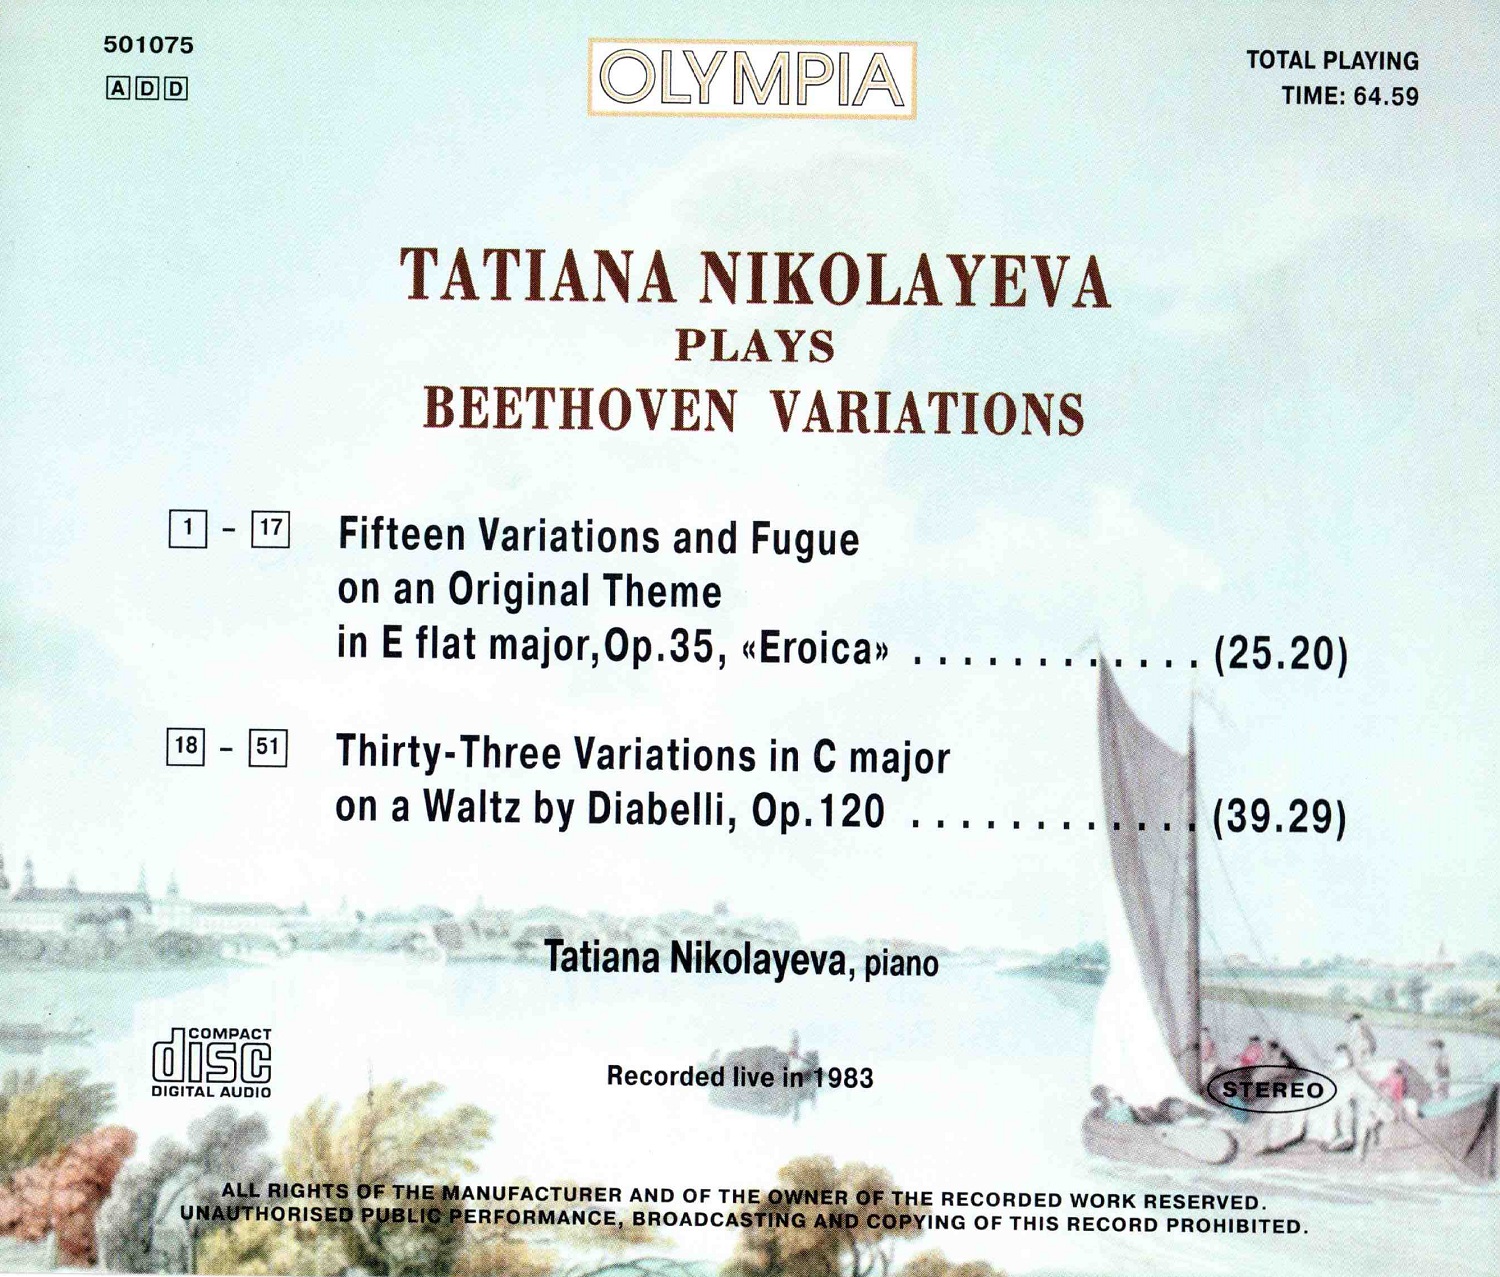 501075
A D D
OLYMPIA
TOTAL PLAYING
TIME: 64.59
TATIANA NIKOLAYEVA
PLAYS
BEETHOVEN VARIATIONS
1 – 17 Fifteen Variations and Fugue
on an Original Theme
in E flat major,Op.35, «Eroica» . . . . . . . . . . . . (25.20)
18 – 51 Thirty-Three Variations in C major
on a Waltz by Diabelli, Op.120 . . . . . . . . . . . . (39.29)
Tatiana Nikolayeva, piano
COMPACT
disc
DIGITAL AUDIO
Recorded live in 1983
STEREO
ALL RIGHTS OF THE MANUFACTURER AND OF THE OWNER OF THE RECORDED WORK RESERVED.
UNAUTHORISED PUBLIC PERFORMANCE, BROADCASTING AND COPYING OF THIS RECORD PROHIBITED.